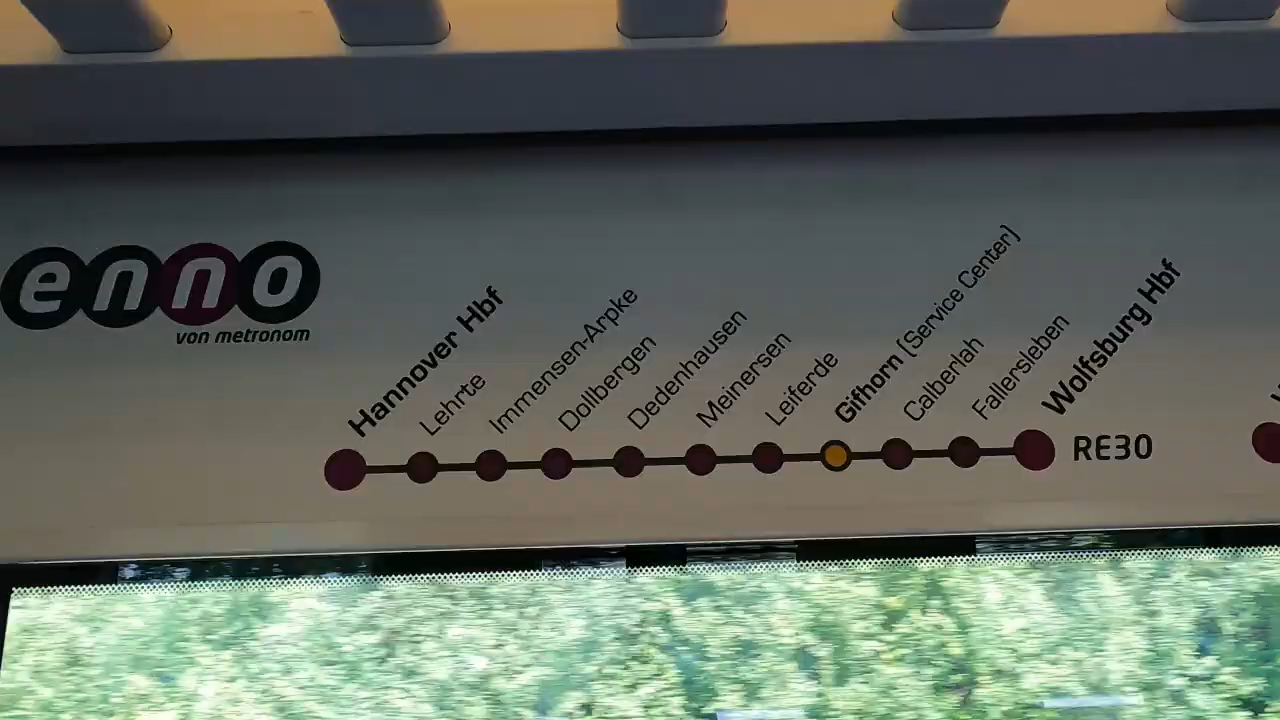 enno
von metronom
Hannover Hbf
Lehrte
Immensen-Arpke
Dollbergen
Dedenhausen
Meinersen
Leiferde
Gifhorn (Service Center)
Calberlah
Fallersleben
Wolfsburg Hbf
RE30